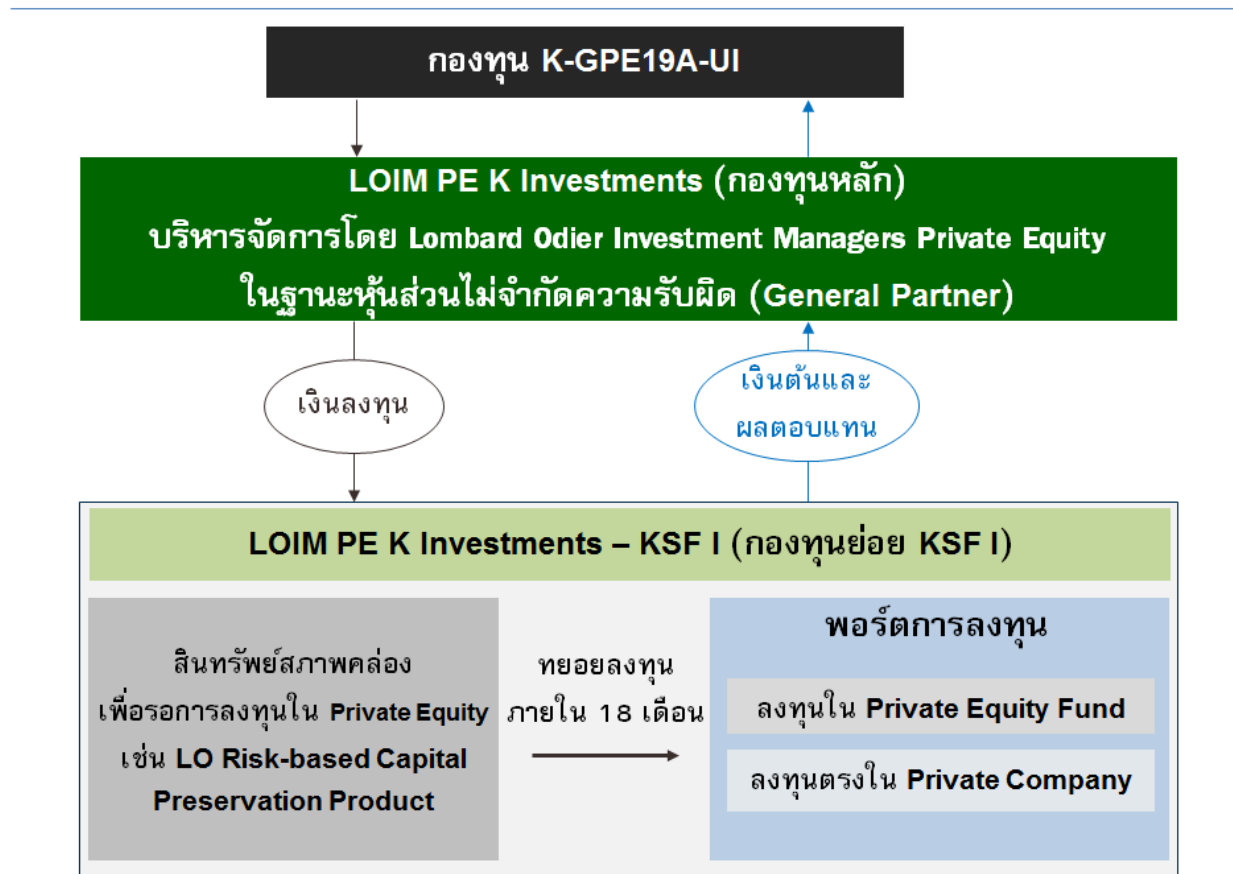 กองทุน K-GPE19A-UI
LOIM PE K Investments (กองทุนหลัก)
บริหารจัดการโดย Lombard Odier Investment Managers Private Equity
ในฐานะหุ้นส่วนไม่จำกัดความรับผิด (General Partner)
เงินลงทุน
เงินต้นและ
ผลตอบแทน
LOIM PE K Investments – KSF I (กองทุนย่อย KSF I)
สินทรัพย์สภาพคล่อง
เพื่อรอการลงทุนใน Private Equity
เช่น LO Risk-based Capital
Preservation Product
ทยอยลงทุน
ภายใน 18 เดือน
พอร์ตการลงทุน
ลงทุนใน Private Equity Fund
ลงทุนตรงใน Private Company